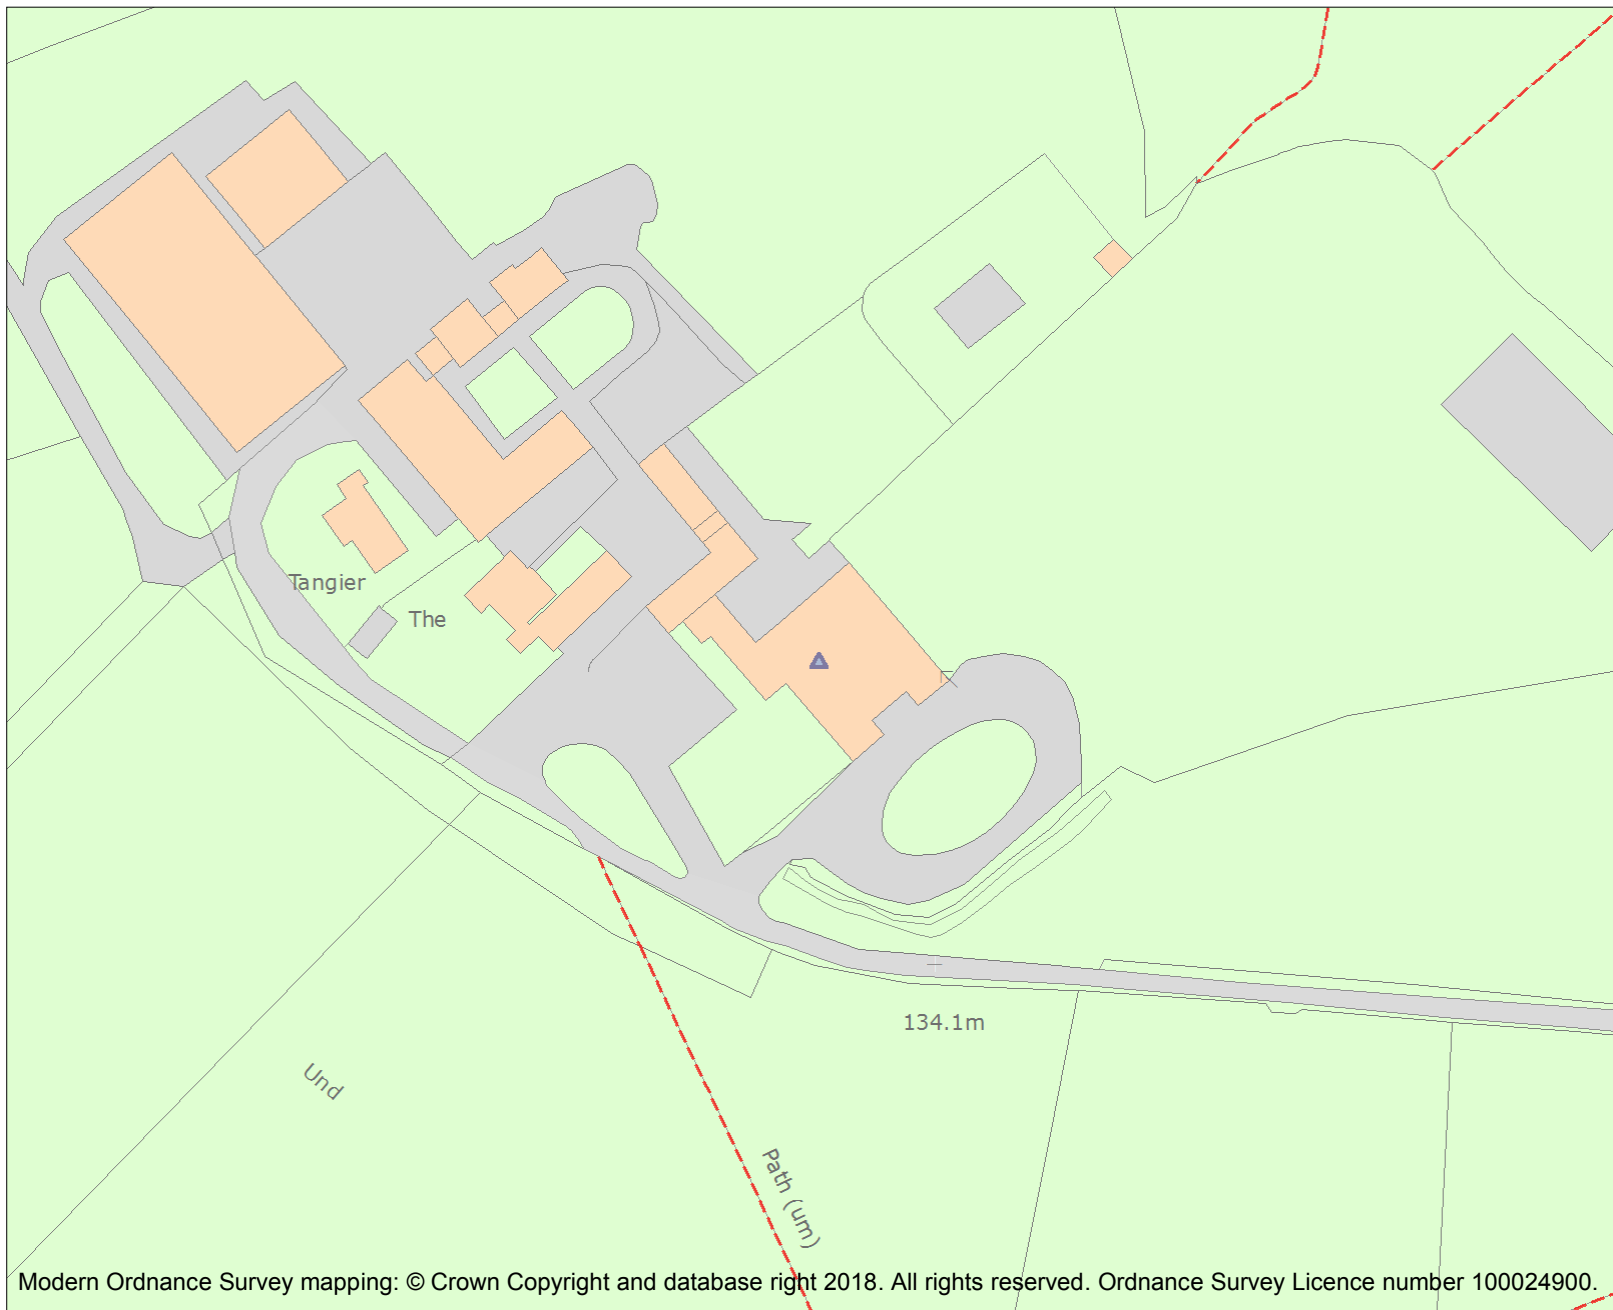 Tangier
The
134.1m
Und
Path (um)
Modern Ordnance Survey mapping: © Crown Copyright and database right 2018. All rights reserved. Ordnance Survey Licence number 100024900.